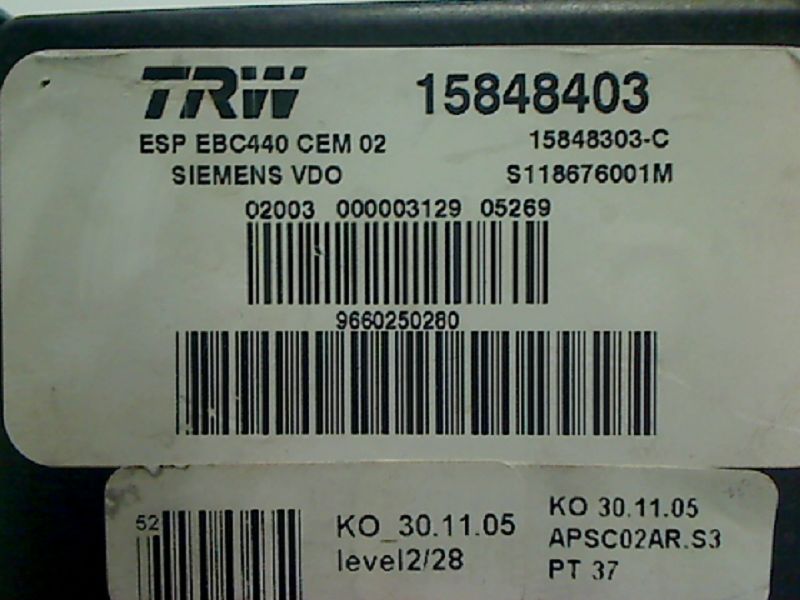 TRW 15848403
ESP EBC440 CEM 02 15848303-C
SIEMENS VDO S118676001M
02003 000003129 05269
9660250280
52
KO_30.11.05
level2/28
KO 30.11.05
APSC02AR.S3
PT 37